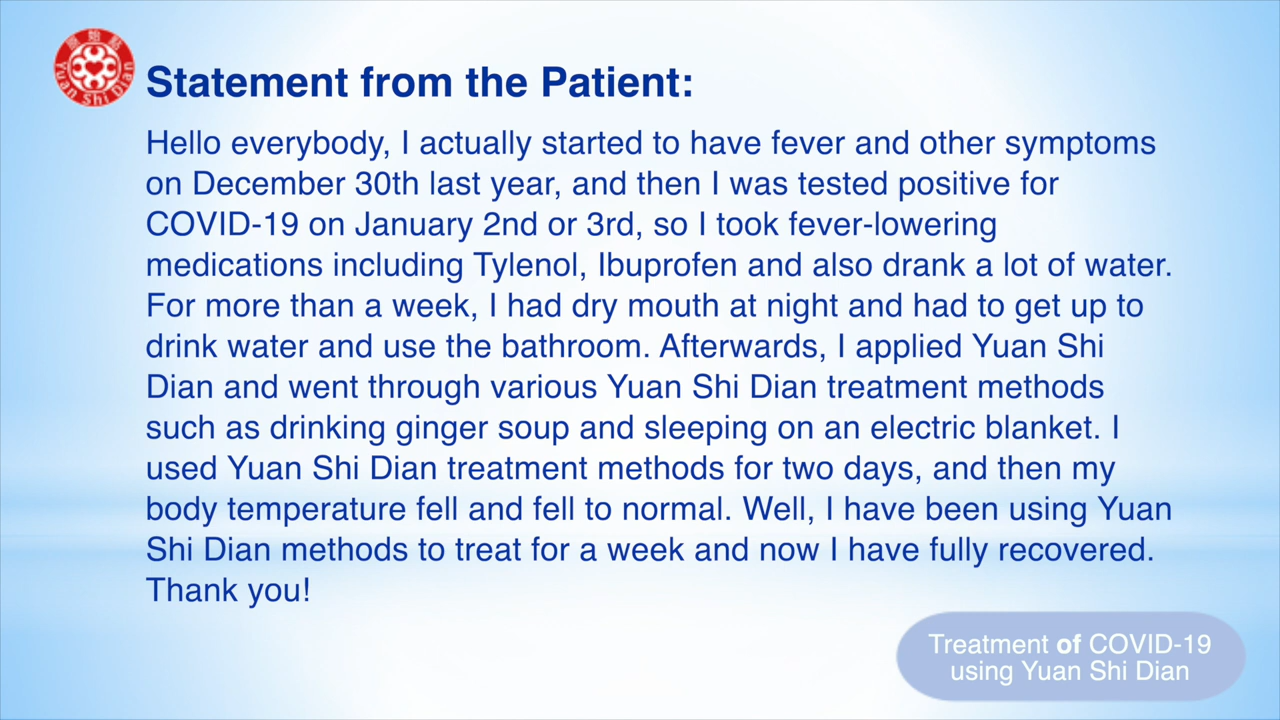 原始點
Yuan Shi Dian
Statement from the Patient:
Hello everybody, I actually started to have fever and other symptoms
on December 30th last year, and then I was tested positive for
COVID-19 on January 2nd or 3rd, so I took fever-lowering
medications including Tylenol, Ibuprofen and also drank a lot of water.
For more than a week, I had dry mouth at night and had to get up to
drink water and use the bathroom. Afterwards, I applied Yuan Shi
Dian and went through various Yuan Shi Dian treatment methods
such as drinking ginger soup and sleeping on an electric blanket. I
used Yuan Shi Dian treatment methods for two days, and then my
body temperature fell and fell to normal. Well, I have been using Yuan
Shi Dian methods to treat for a week and now I have fully recovered.
Thank you!
Treatment of COVID-19
using Yuan Shi Dian